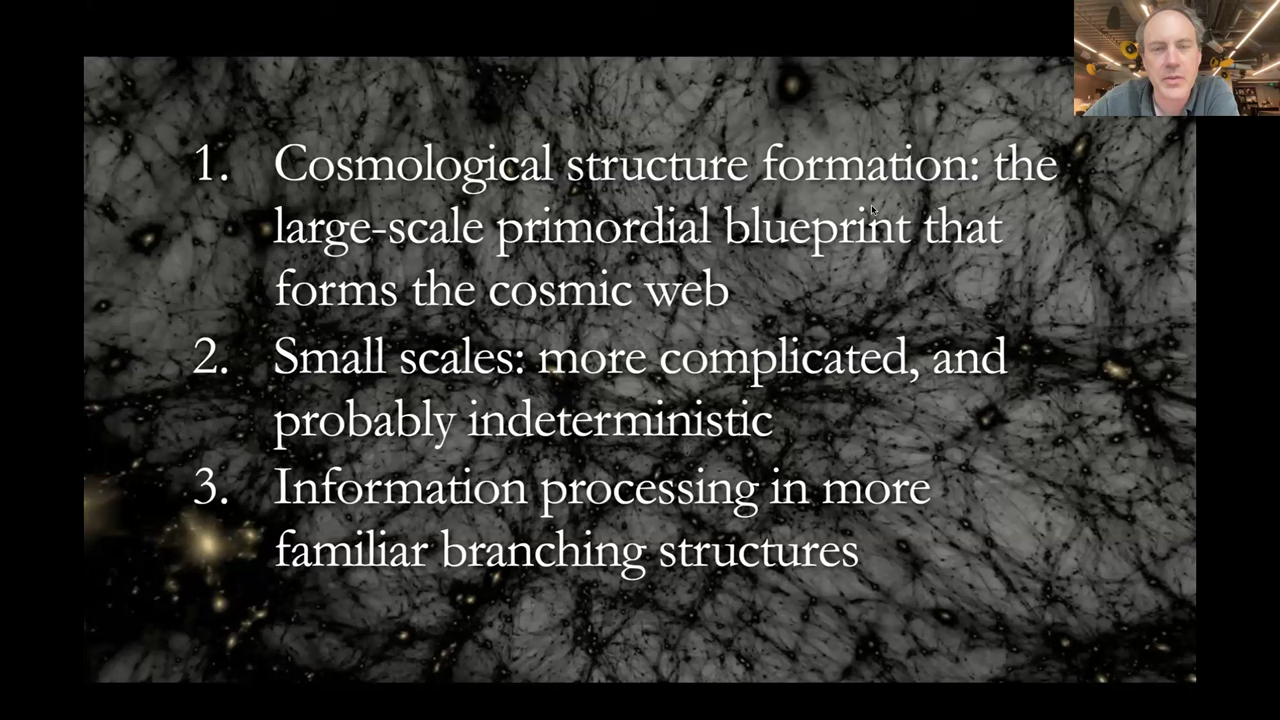 1. Cosmological structure formation: the
large-scale primordial blueprint that
forms the cosmic web
2. Small scales: more complicated, and
probably indeterministic
3. Information processing in more
familiar branching structures